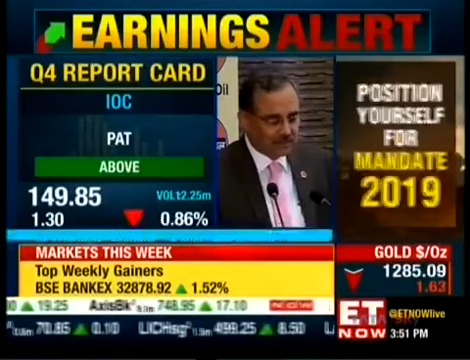 EARNINGS ALERT
Q4 REPORT CARD
IOC
PAT
ABOVE
149.85
VOL:2.25m
1.30
0.86%
Oil
POSITION
YOURSELF
FOR
MANDATE
2019
MARKETS THIS WEEK
Top Weekly Gainers
BSE BANKEX 32878.92 1.52%
GOLD $/Oz
1285.09
1.63
19.25 AxisBk 748.95 17.10
70.85 0.10 LICHsg 499.25 8.50
ET
NOW
@ETNOWlive
3:51 PM